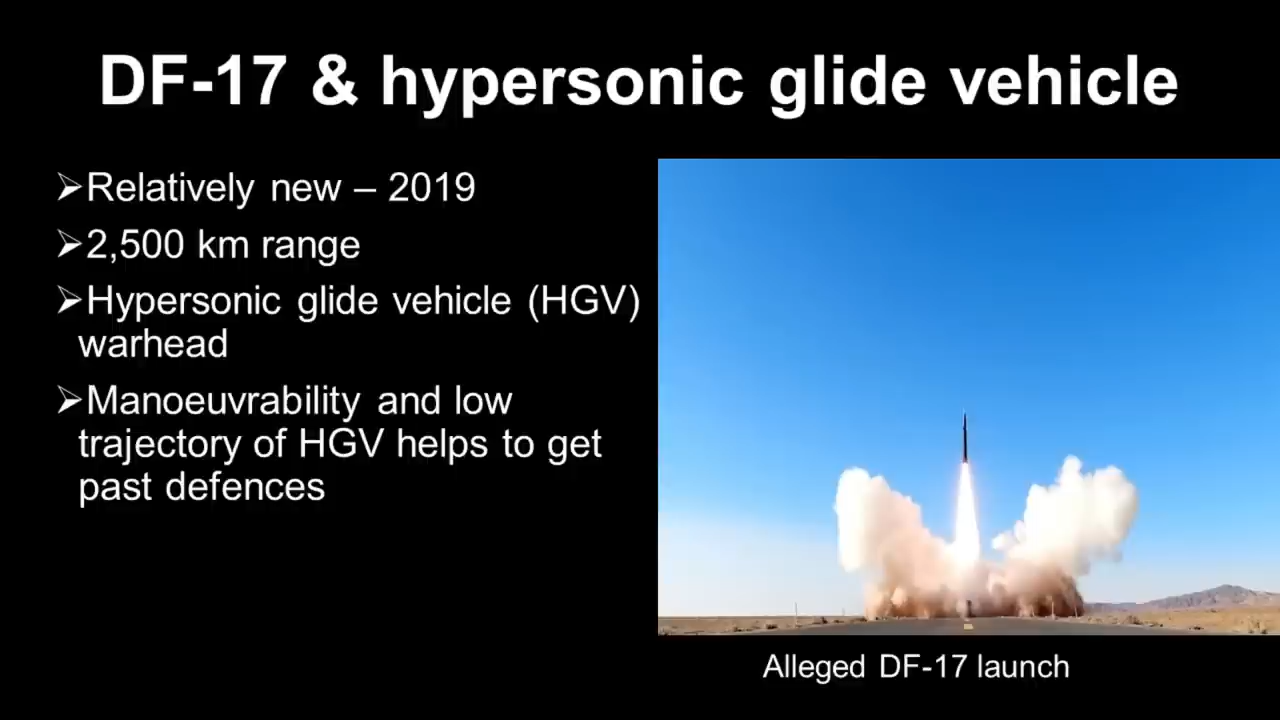 DF-17 & hypersonic glide vehicle
➢Relatively new – 2019
➢2,500 km range
➢Hypersonic glide vehicle (HGV)
warhead
➢Manoeuvrability and low
trajectory of HGV helps to get
past defences
Alleged DF-17 launch